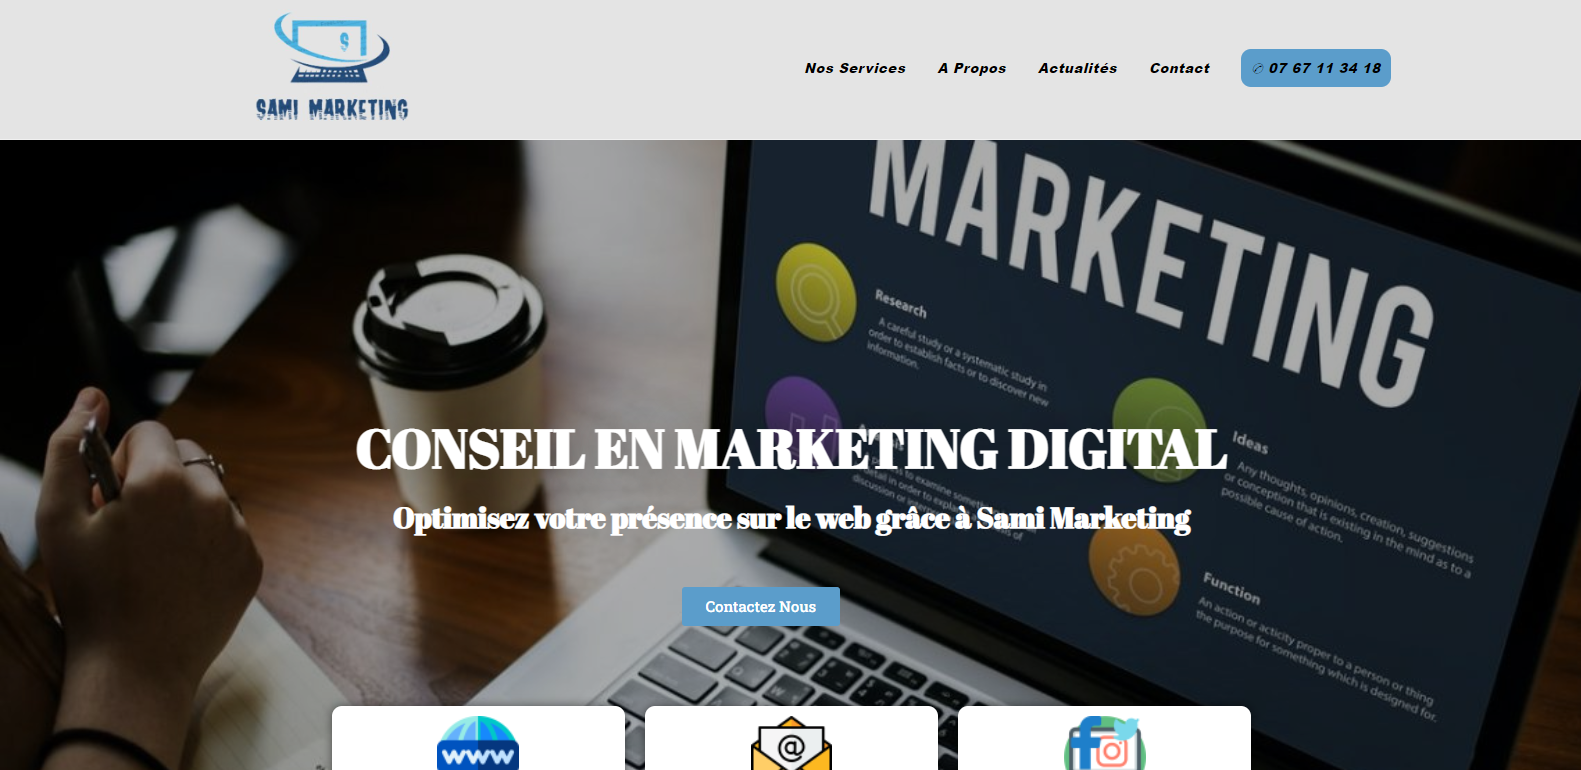 $
SAMI MARKETING
Nos Services
A Propos
Actualités
Contact
✆ 07 67 11 34 18
MARKETING
Research
A careful study or a systematic study in
order to establish facts or to discover new
information.
Ideas
Any thoughts, opinions, creation, suggestions
or conception that is existing in the mind as to a
possible cause of action.
Function
An action or acticity proper to a person or thing
the purpose for something which is designed for.
CONSEIL EN MARKETING DIGITAL
Optimisez votre présence sur le web grâce à Sami Marketing
Contactez Nous
www
@